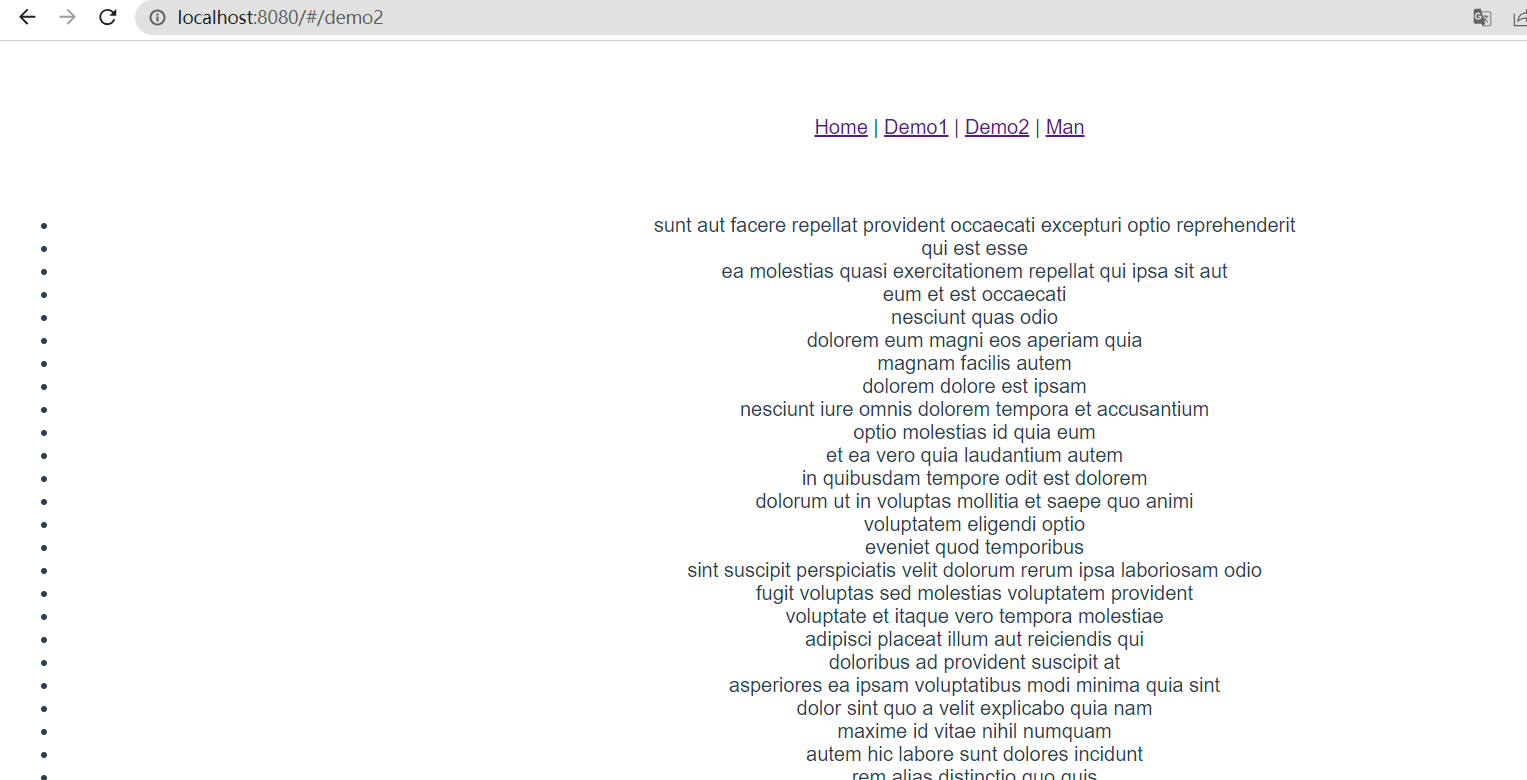 localhost:8080/#/demo2
Home | Demo1 | Demo2 | Man
sunt aut facere repellat provident occaecati excepturi optio reprehenderit
qui est esse
ea molestias quasi exercitationem repellat qui ipsa sit aut
eum et est occaecati
nesciunt quas odio
dolorem eum magni eos aperiam quia
magnam facilis autem
dolorem dolore est ipsam
nesciunt iure omnis dolorem tempora et accusantium
optio molestias id quia eum
et ea vero quia laudantium autem
in quibusdam tempore odit est dolorem
dolorum ut in voluptas mollitia et saepe quo animi
voluptatem eligendi optio
eveniet quod temporibus
sint suscipit perspiciatis velit dolorum rerum ipsa laboriosam odio
fugit voluptas sed molestias voluptatem provident
voluptate et itaque vero tempora molestiae
adipisci placeat illum aut reiciendis qui
doloribus ad provident suscipit at
asperiores ea ipsam voluptatibus modi minima quia sint
dolor sint quo a velit explicabo quia nam
maxime id vitae nihil numquam
autem hic labore sunt dolores incidunt
rem alias distinctio quo quis